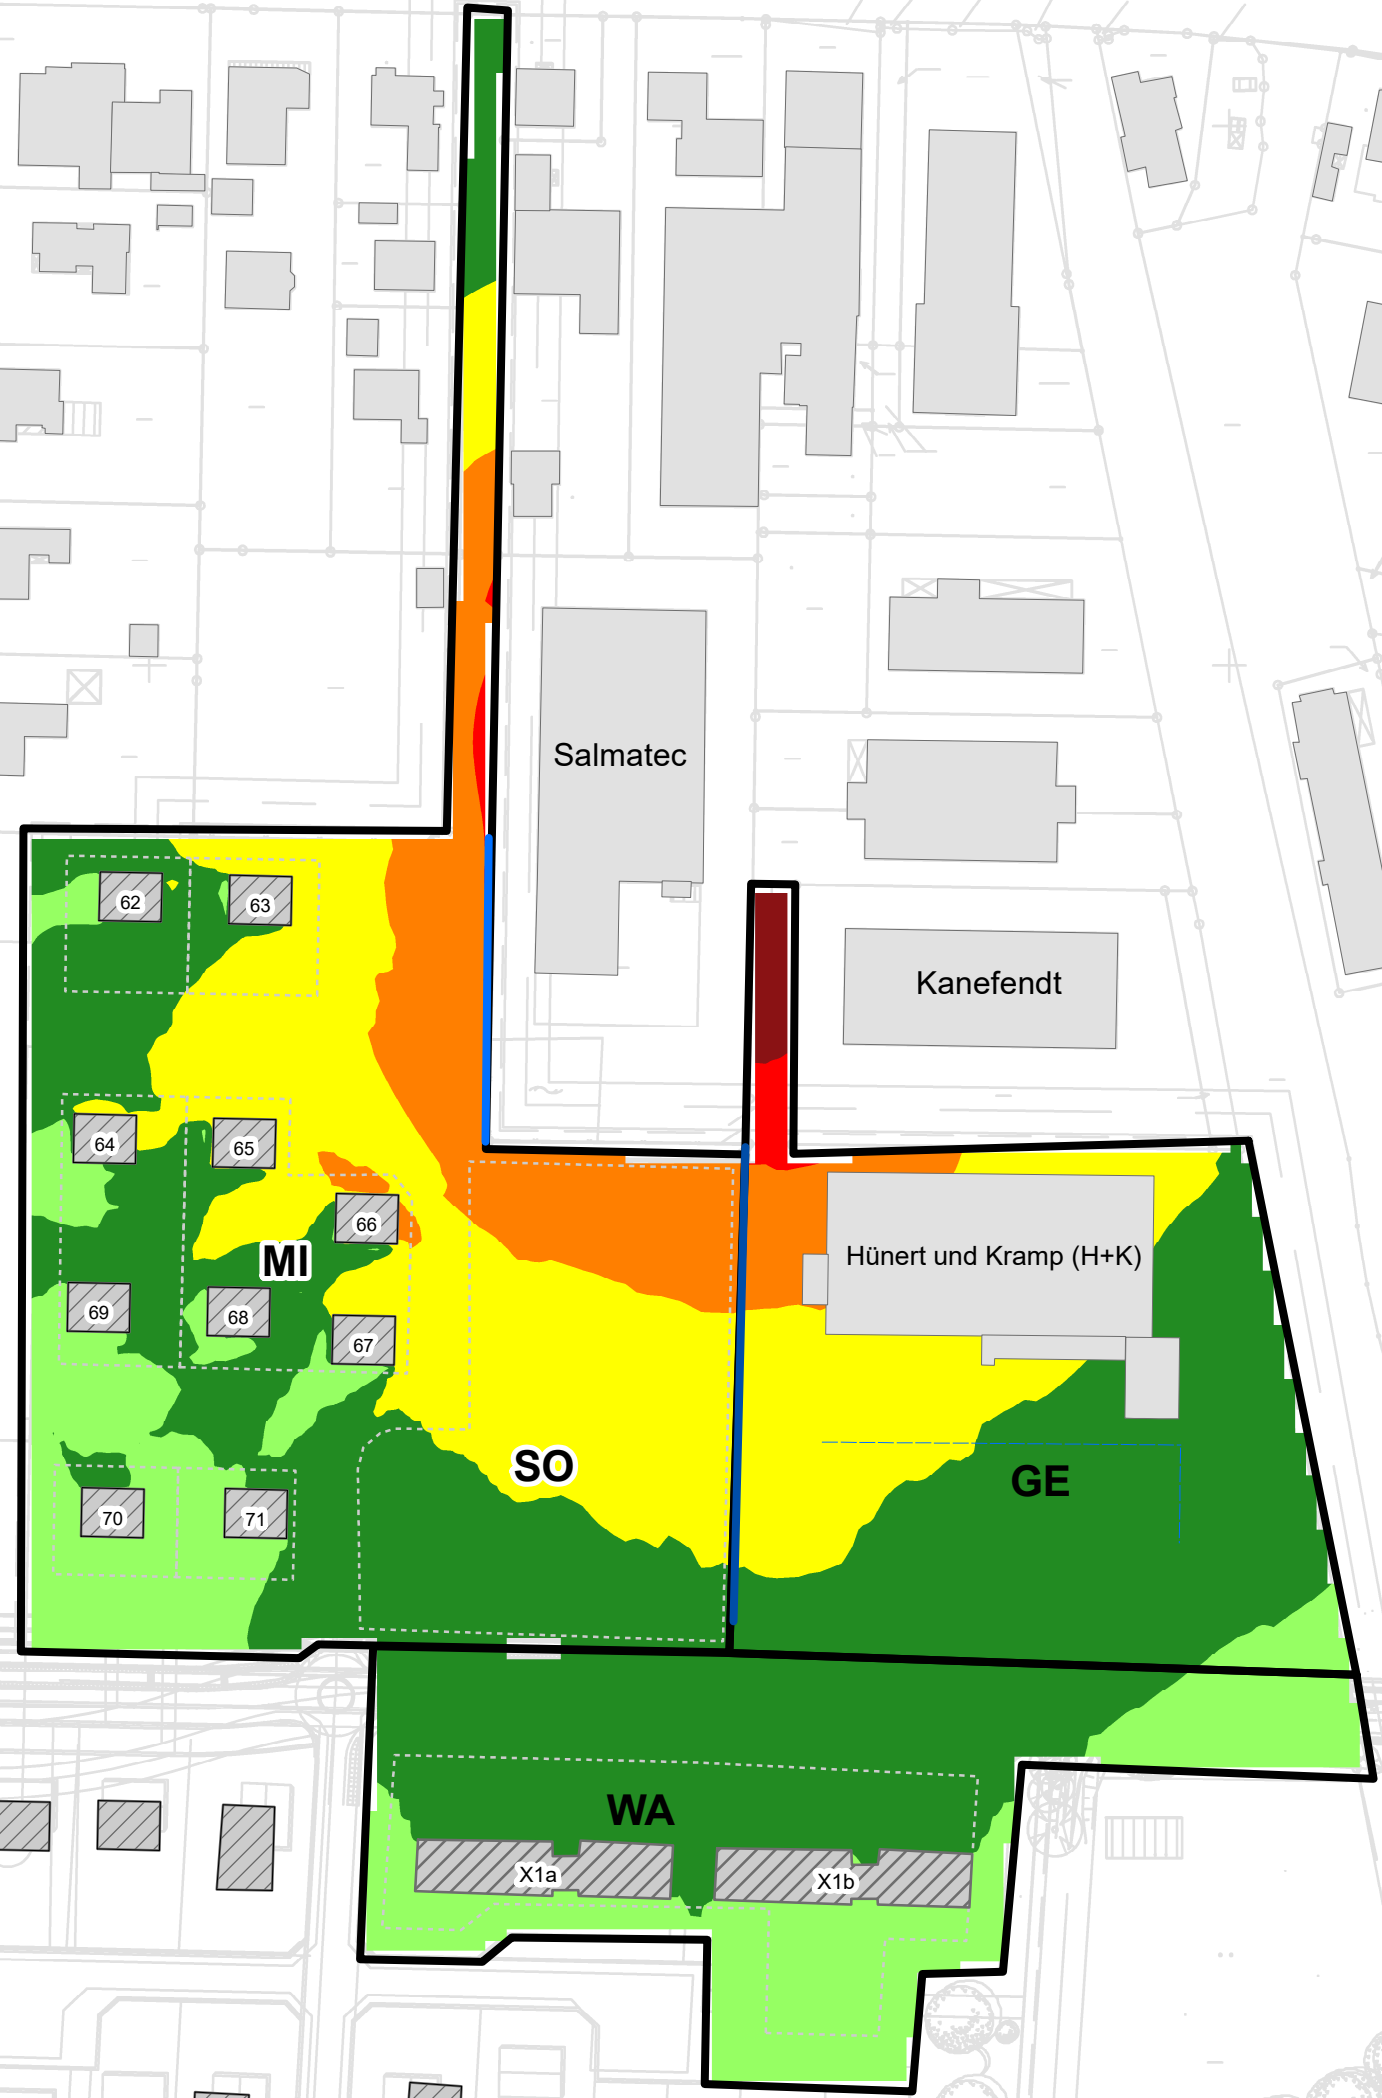 Salmatec
62
63
Kanefendt
64
65
66
MI
Hünert und Kramp (H+K)
69
68
67
SO
GE
70
71
WA
X1a
X1b